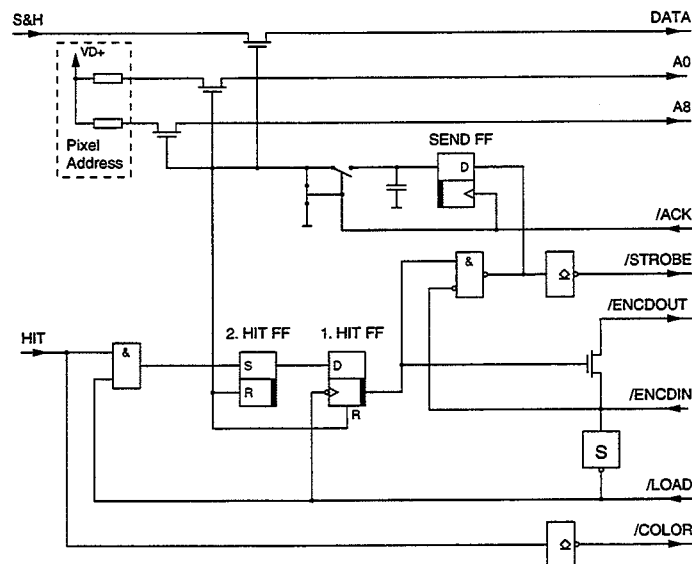 S&H
DATA
VD+
A0
A8
Pixel
Address
SEND FF
D
/ACK
&
Ω
/STROBE
/ENCDOUT
HIT
&
2. HIT FF
1. HIT FF
S
D
R
R
/ENCDIN
S
/LOAD
Ω
/COLOR